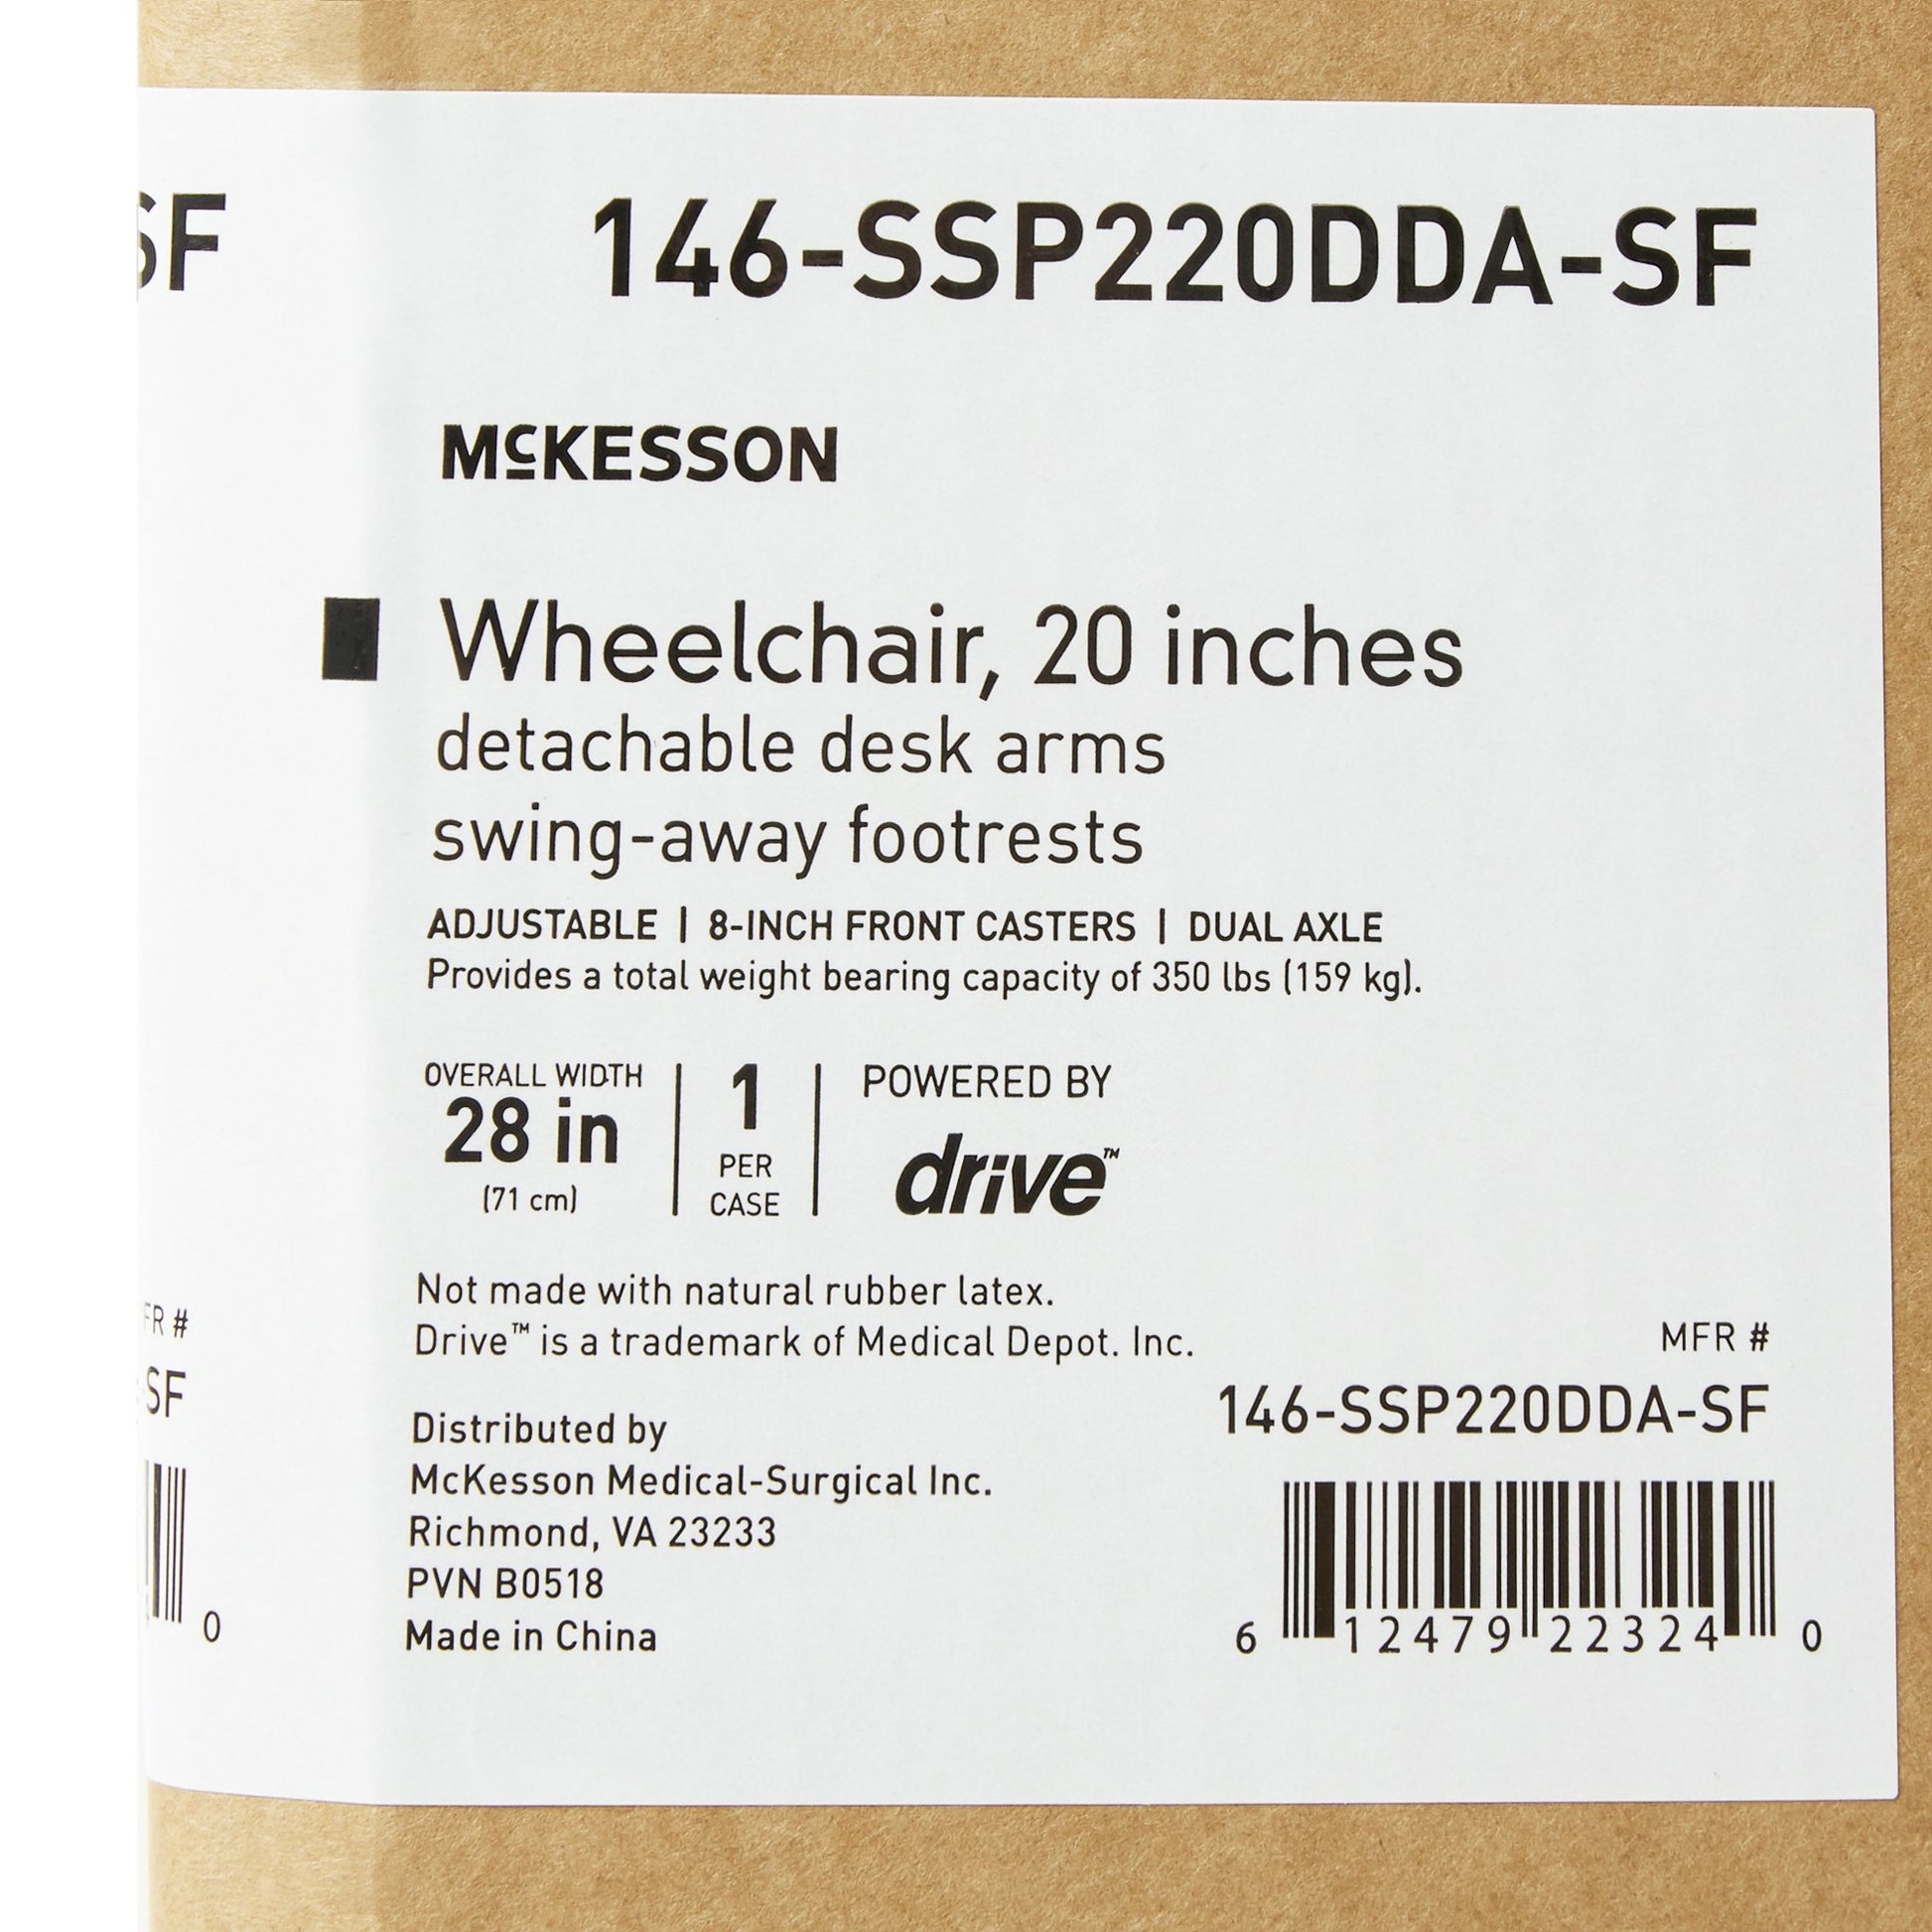 SF
146-SSP220DDA-SF
McKESSON
Wheelchair, 20 inches
detachable desk arms
swing-away footrests
ADJUSTABLE | 8-INCH FRONT CASTERS | DUAL AXLE
Provides a total weight bearing capacity of 350 lbs (159 kg).
OVERALL WIDTH
28 in
(71 cm)
1
PER
CASE
POWERED BY
drive™
Not made with natural rubber latex.
Drive™ is a trademark of Medical Depot. Inc.
Distributed by
McKesson Medical-Surgical Inc.
Richmond, VA 23233
PVN B0518
Made in China
MFR #
146-SSP220DDA-SF
6 12479 22324 0
FR #
-SF
0